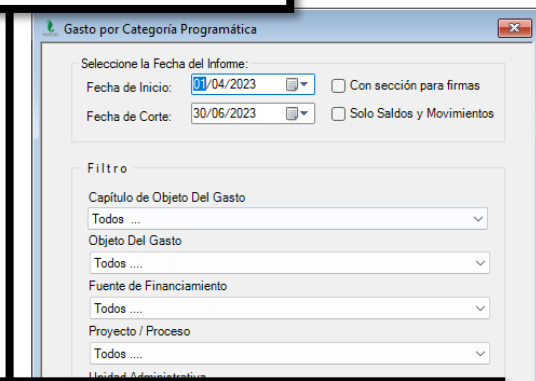 Gasto por Categoría Programática
Seleccione la Fecha del Informe:
Fecha de Inicio: 01/04/2023 Con sección para firmas
Fecha de Corte: 30/06/2023 Solo Saldos y Movimientos
Filtro
Capítulo de Objeto Del Gasto
Todos ...
Objeto Del Gasto
Todos ....
Fuente de Financiamiento
Todos ....
Proyecto / Proceso
Todos ....
Unidad Administrativa